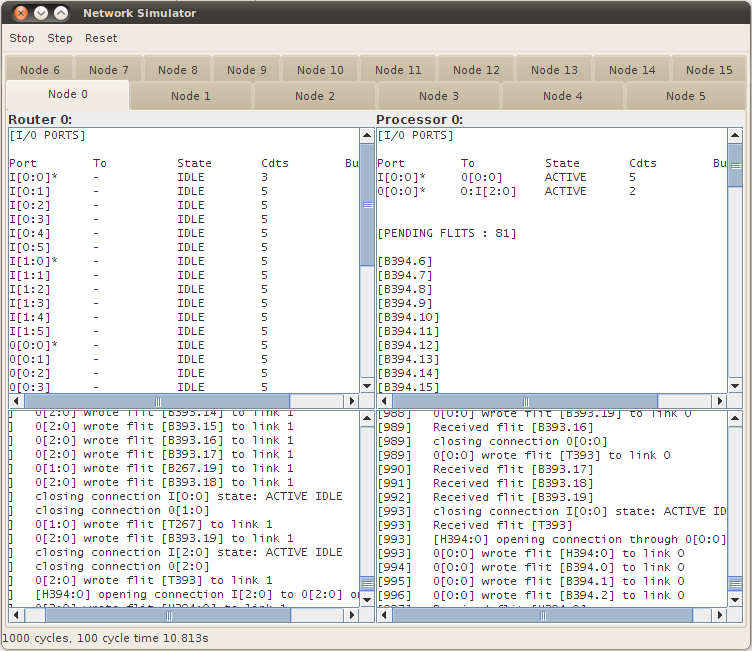 Network Simulator
Stop Step Reset
Node 6 Node 7 Node 8 Node 9 Node 10 Node 11 Node 12 Node 13 Node 14 Node 15
Node 0 Node 1 Node 2 Node 3 Node 4 Node 5
Router 0:
[I/O PORTS]
Port To State Cdts Bu
I[0:0]* - IDLE 3
I[0:1] - IDLE 5
I[0:2] - IDLE 5
I[0:3] - IDLE 5
I[0:4] - IDLE 5
I[0:5] - IDLE 5
I[1:0]* - IDLE 5
I[1:1] - IDLE 5
I[1:2] - IDLE 5
I[1:3] - IDLE 5
I[1:4] - IDLE 5
I[1:5] - IDLE 5
O[0:0]* - IDLE 5
O[0:1] - IDLE 5
O[0:2] - IDLE 5
O[0:3] - IDLE 5
Processor 0:
[I/O PORTS]
Port To State Cdts Bu
I[0:0]* O[0:0] ACTIVE 5
O[0:0]* 0:I[2:0] ACTIVE 2
[PENDING FLITS : 81]
[B394.6]
[B394.7]
[B394.8]
[B394.9]
[B394.10]
[B394.11]
[B394.12]
[B394.13]
[B394.14]
[B394.15]
] O[2:0] wrote flit [B393.14] to link 1
] O[2:0] wrote flit [B393.15] to link 1
] O[2:0] wrote flit [B393.16] to link 1
] O[2:0] wrote flit [B393.17] to link 1
] O[1:0] wrote flit [B267.19] to link 1
] O[2:0] wrote flit [B393.18] to link 1
] closing connection I[0:0] state: ACTIVE IDLE
] closing connection O[1:0]
] O[1:0] wrote flit [T267] to link 1
] O[2:0] wrote flit [B393.19] to link 1
] closing connection I[2:0] state: ACTIVE IDLE
] closing connection O[2:0]
] O[2:0] wrote flit [T393] to link 1
] [H394:0] opening connection I[2:0] to O[2:0] o
] O[2:0] wrote flit [H394:0] to link 1
[988] O[0:0] wrote flit [B393.19] to link 0
[989] Received flit [B393.16]
[989] closing connection O[0:0]
[989] O[0:0] wrote flit [T393] to link 0
[990] Received flit [B393.17]
[991] Received flit [B393.18]
[992] Received flit [B393.19]
[993] closing connection I[0:0] state: ACTIVE ID
[993] Received flit [T393]
[993] [H394:0] opening connection through O[0:0]
[993] O[0:0] wrote flit [H394:0] to link 0
[994] O[0:0] wrote flit [B394.0] to link 0
[995] O[0:0] wrote flit [B394.1] to link 0
[996] O[0:0] wrote flit [B394.2] to link 0
1000 cycles, 100 cycle time 10.813s